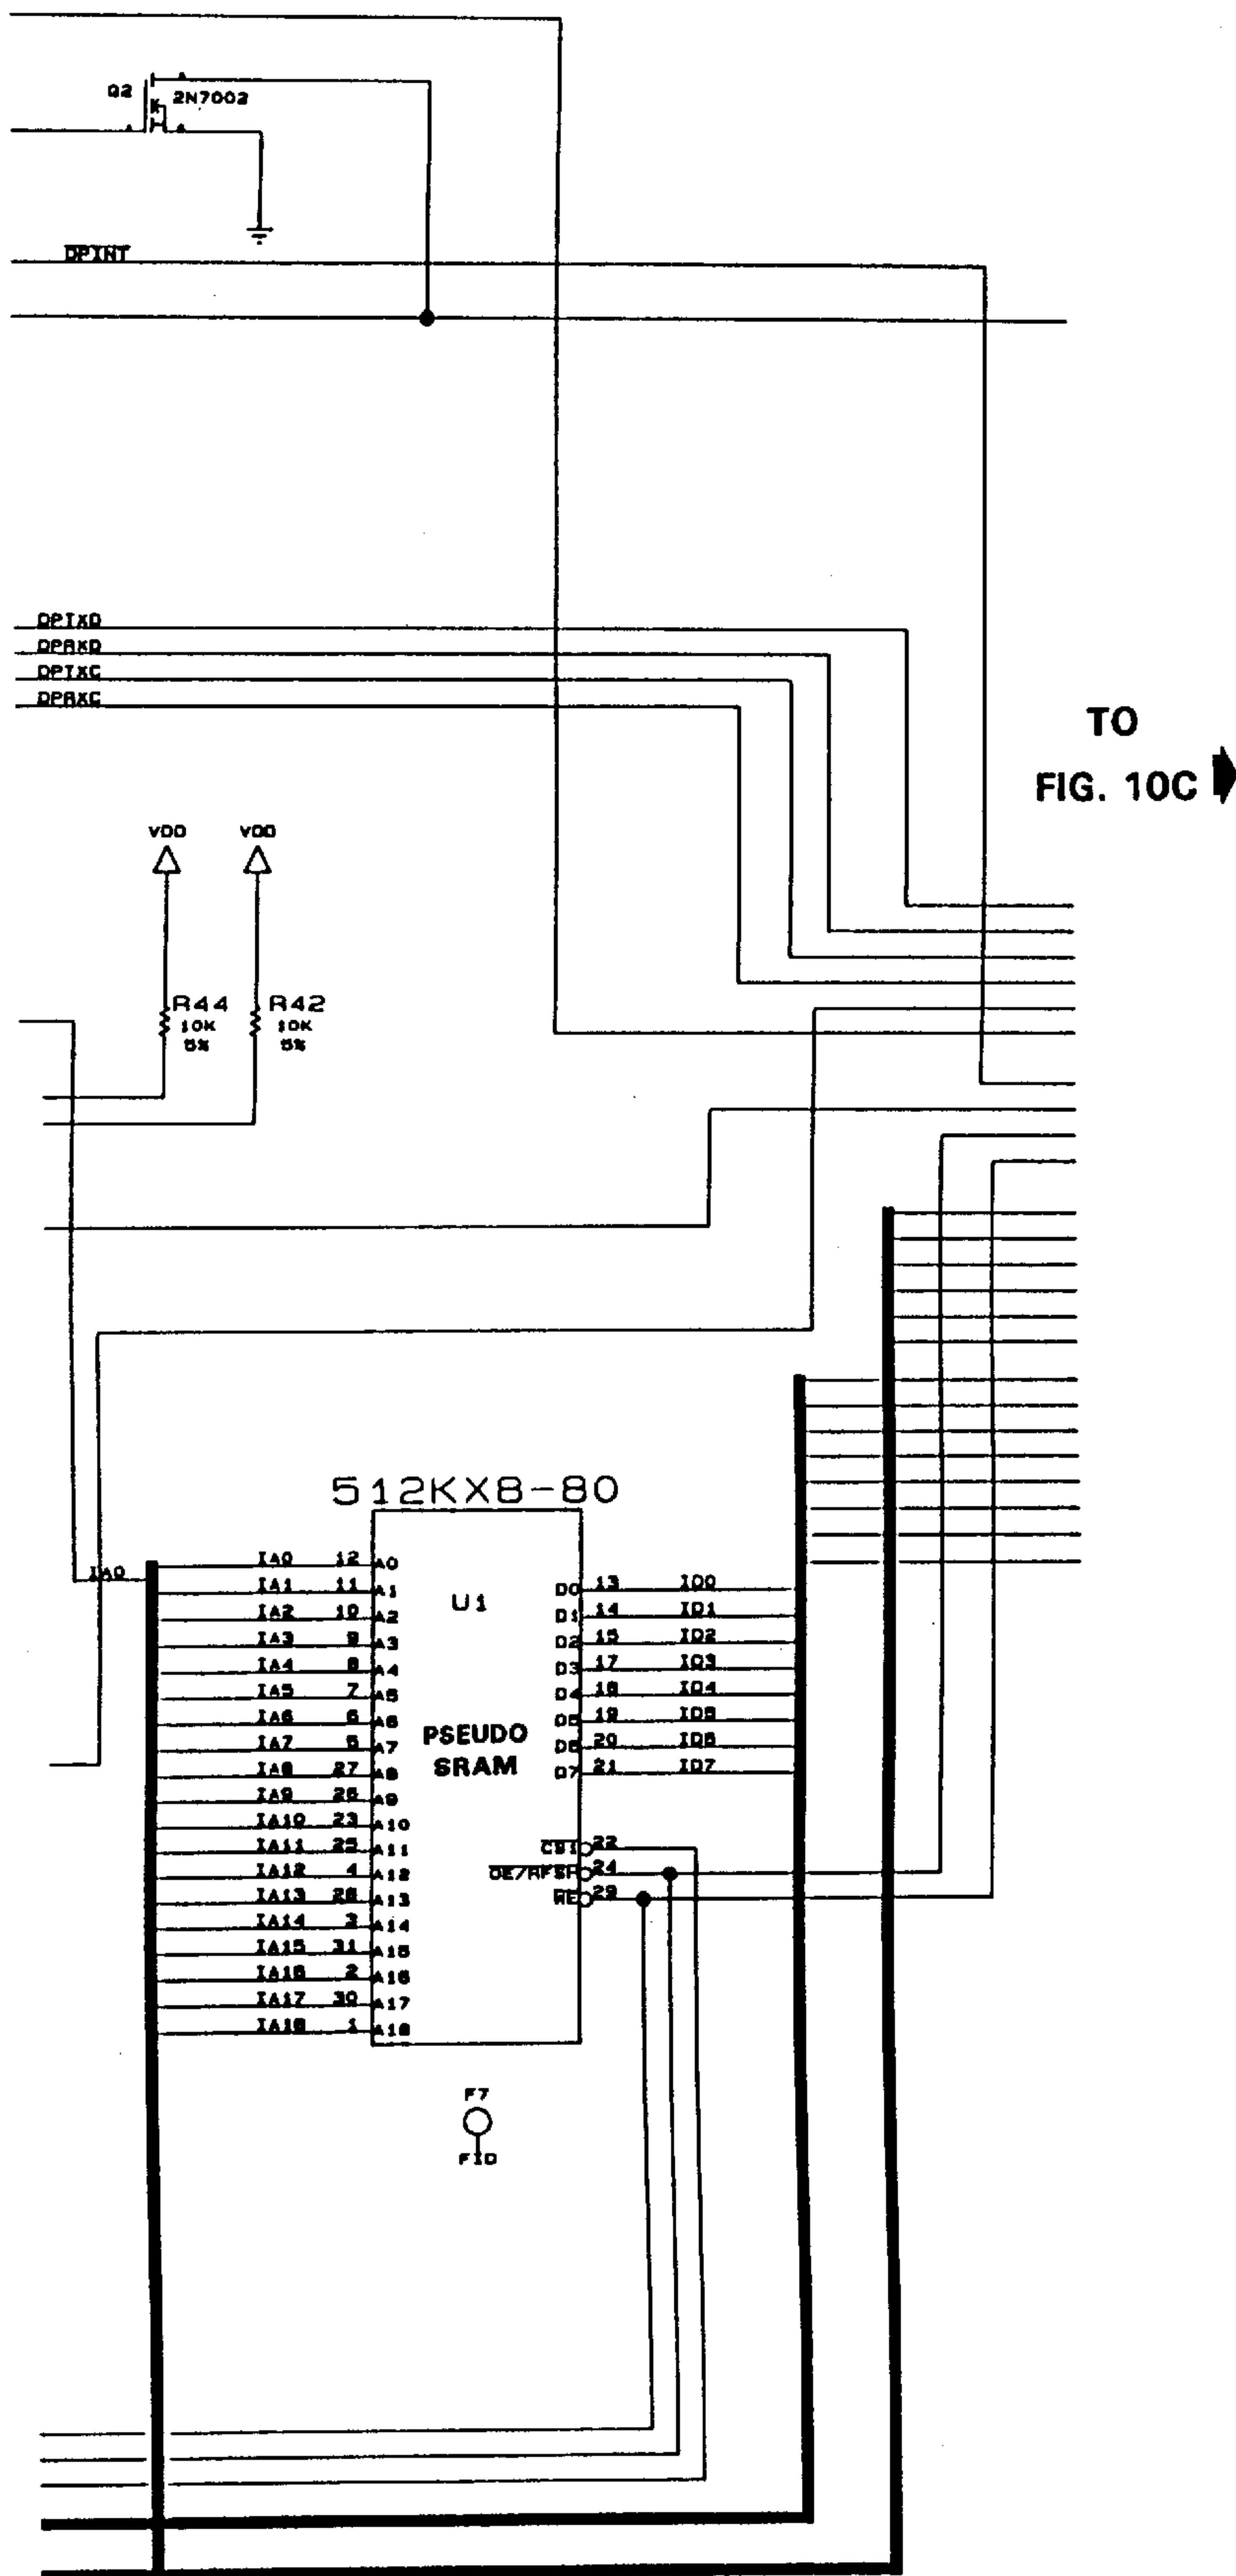 Q2 2N7002
DPINT
DPTXD
DPRXD
DPTXC
DPRXC
TO
FIG. 10C
VDD VDD
R44 R42
10K 10K
5% 5%
512KX8-80
IA0
IA0 12 A0
IA1 11 A1
IA2 10 A2
IA3 9 A3
IA4 8 A4
IA5 7 A5
IA6 6 A6
IA7 5 A7
IA8 27 A8
IA9 26 A9
IA10 23 A10
IA11 25 A11
IA12 4 A12
IA13 28 A13
IA14 3 A14
IA15 31 A15
IA16 2 A16
IA17 30 A17
IA18 1 A18
U1
PSEUDO
SRAM
D0 13 ID0
D1 14 ID1
D2 15 ID2
D3 17 ID3
D4 18 ID4
D5 19 ID5
D6 20 ID6
D7 21 ID7
CS1 22
OE/RFSH 24
WE 29
F7
FID